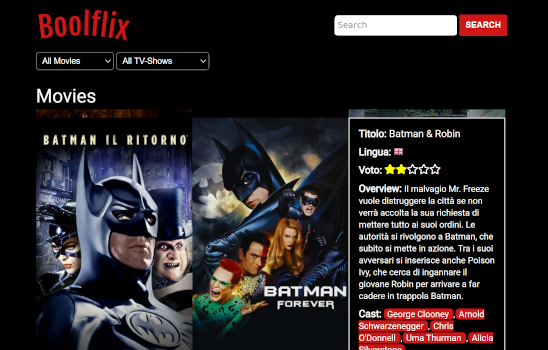 Boolflix
Search
SEARCH
All Movies
All TV-Shows
Movies
BATMAN IL RITORNO
BATMAN
FOREVER
Titolo: Batman & Robin
Lingua:
Voto:
Overview: Il malvagio Mr. Freeze
vuole distruggere la città se non
verrà accolta la sua richiesta di
mettere tutto ai suoi ordini. Le
autorità si rivolgono a Batman, che
subito si mette in azione. Tra i suoi
avversari si inserisce anche Poison
Ivy, che cerca di ingannare il
giovane Robin per arrivare a far
cadere in trappola Batman.
Cast: George Clooney , Arnold
Schwarzenegger , Chris
O'Donnell , Uma Thurman , Alicia
Silverstone